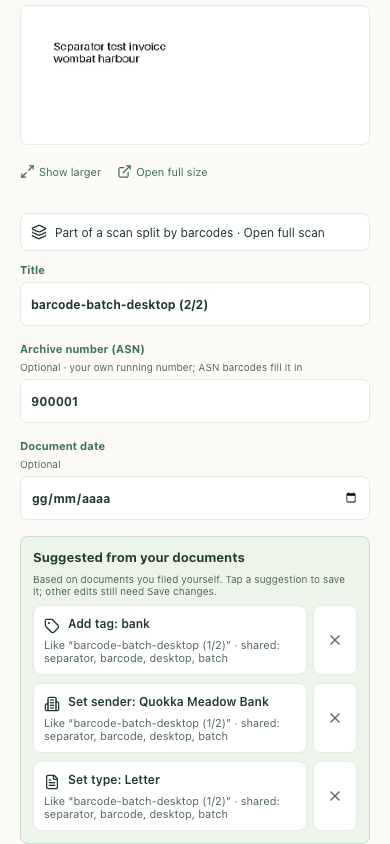 Separator test invoice
wombat harbour
Show larger
Open full size
Part of a scan split by barcodes · Open full scan
Title
barcode-batch-desktop (2/2)
Archive number (ASN)
Optional · your own running number; ASN barcodes fill it in
900001
Document date
Optional
gg/mm/aaaa
Suggested from your documents
Based on documents you filed yourself. Tap a suggestion to save
it; other edits still need Save changes.
Add tag: bank
Like “barcode-batch-desktop (1/2)” · shared:
separator, barcode, desktop, batch
Set sender: Quokka Meadow Bank
Like “barcode-batch-desktop (1/2)” · shared:
separator, barcode, desktop, batch
Set type: Letter
Like “barcode-batch-desktop (1/2)” · shared:
separator, barcode, desktop, batch